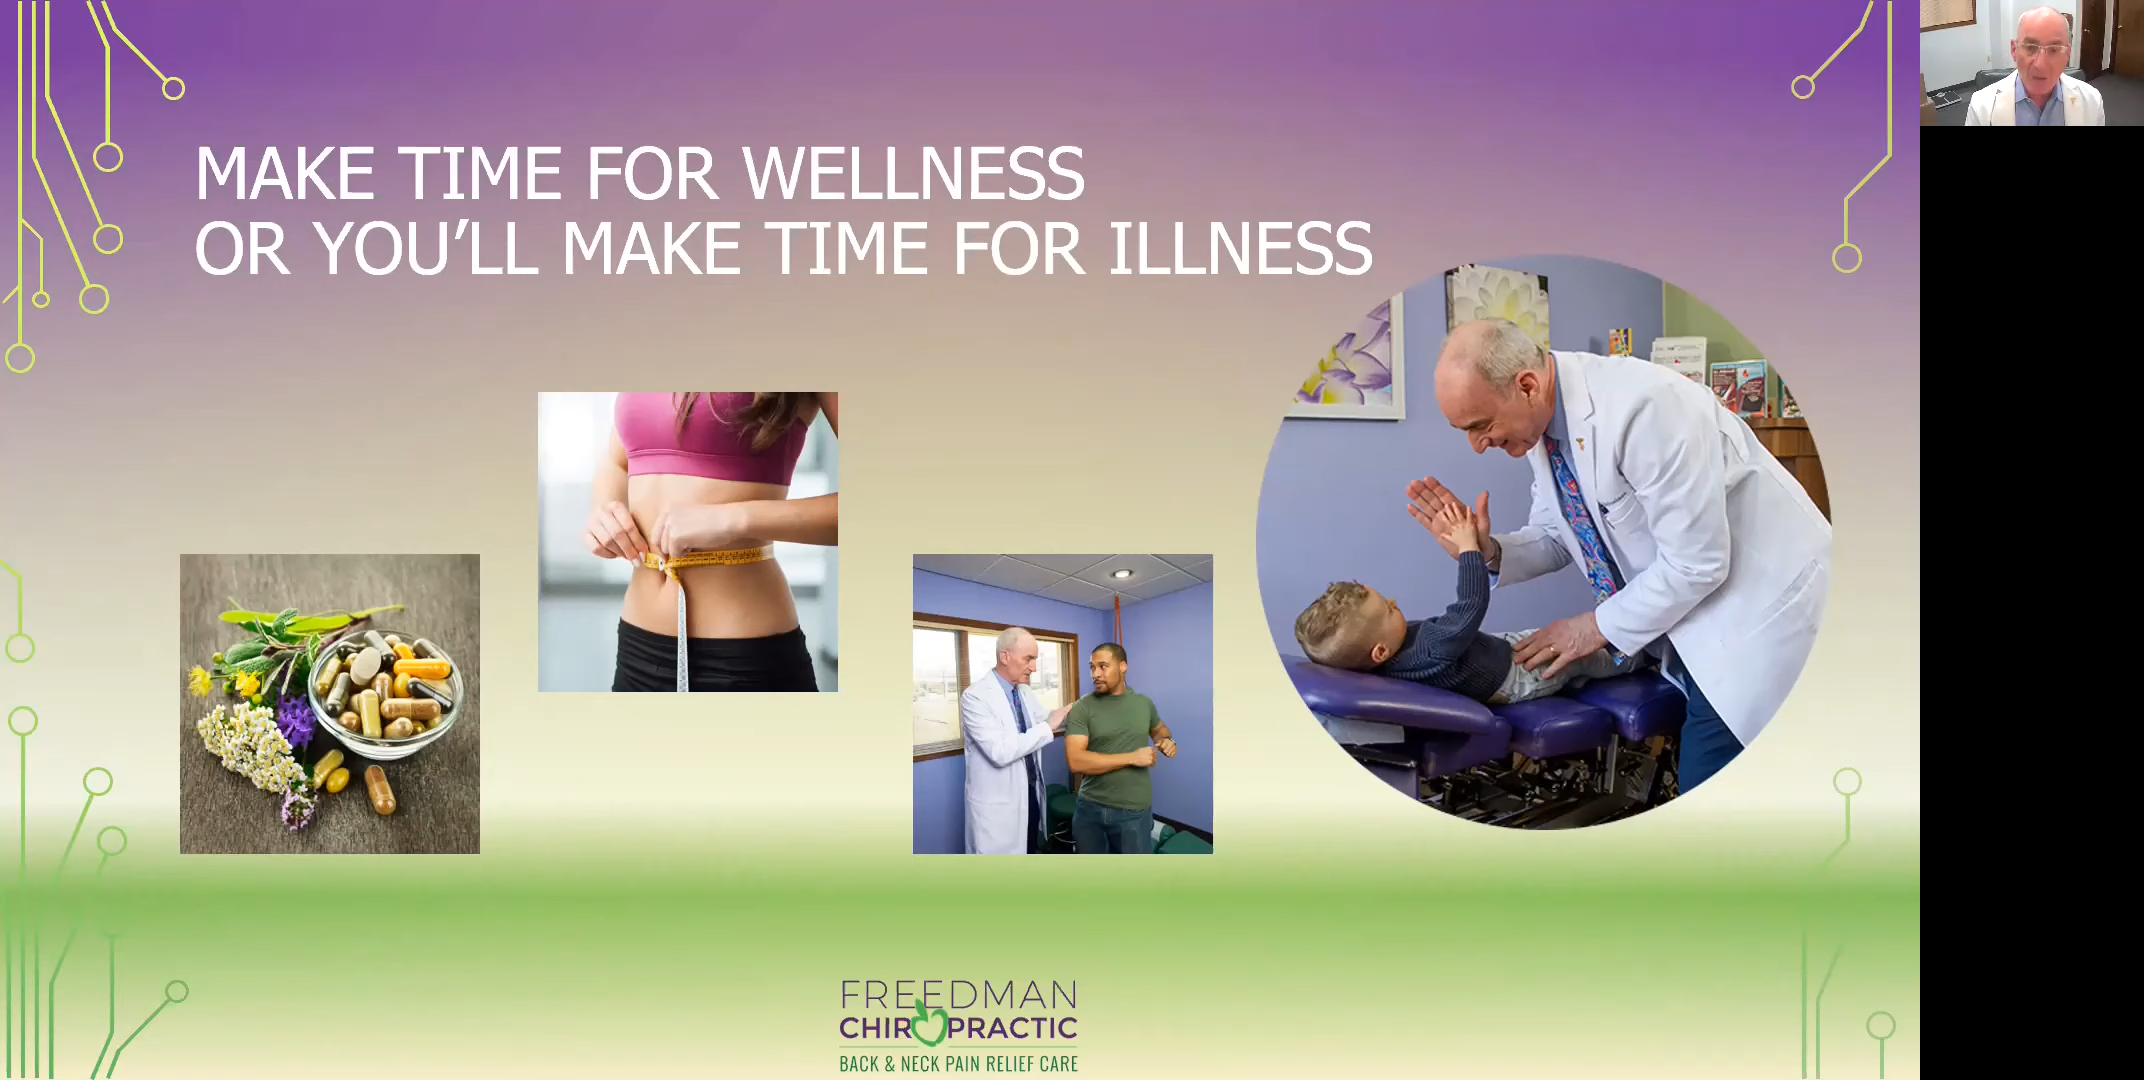 MAKE TIME FOR WELLNESS
OR YOU’LL MAKE TIME FOR ILLNESS
FREEDMAN
CHIROPRACTIC
BACK & NECK PAIN RELIEF CARE